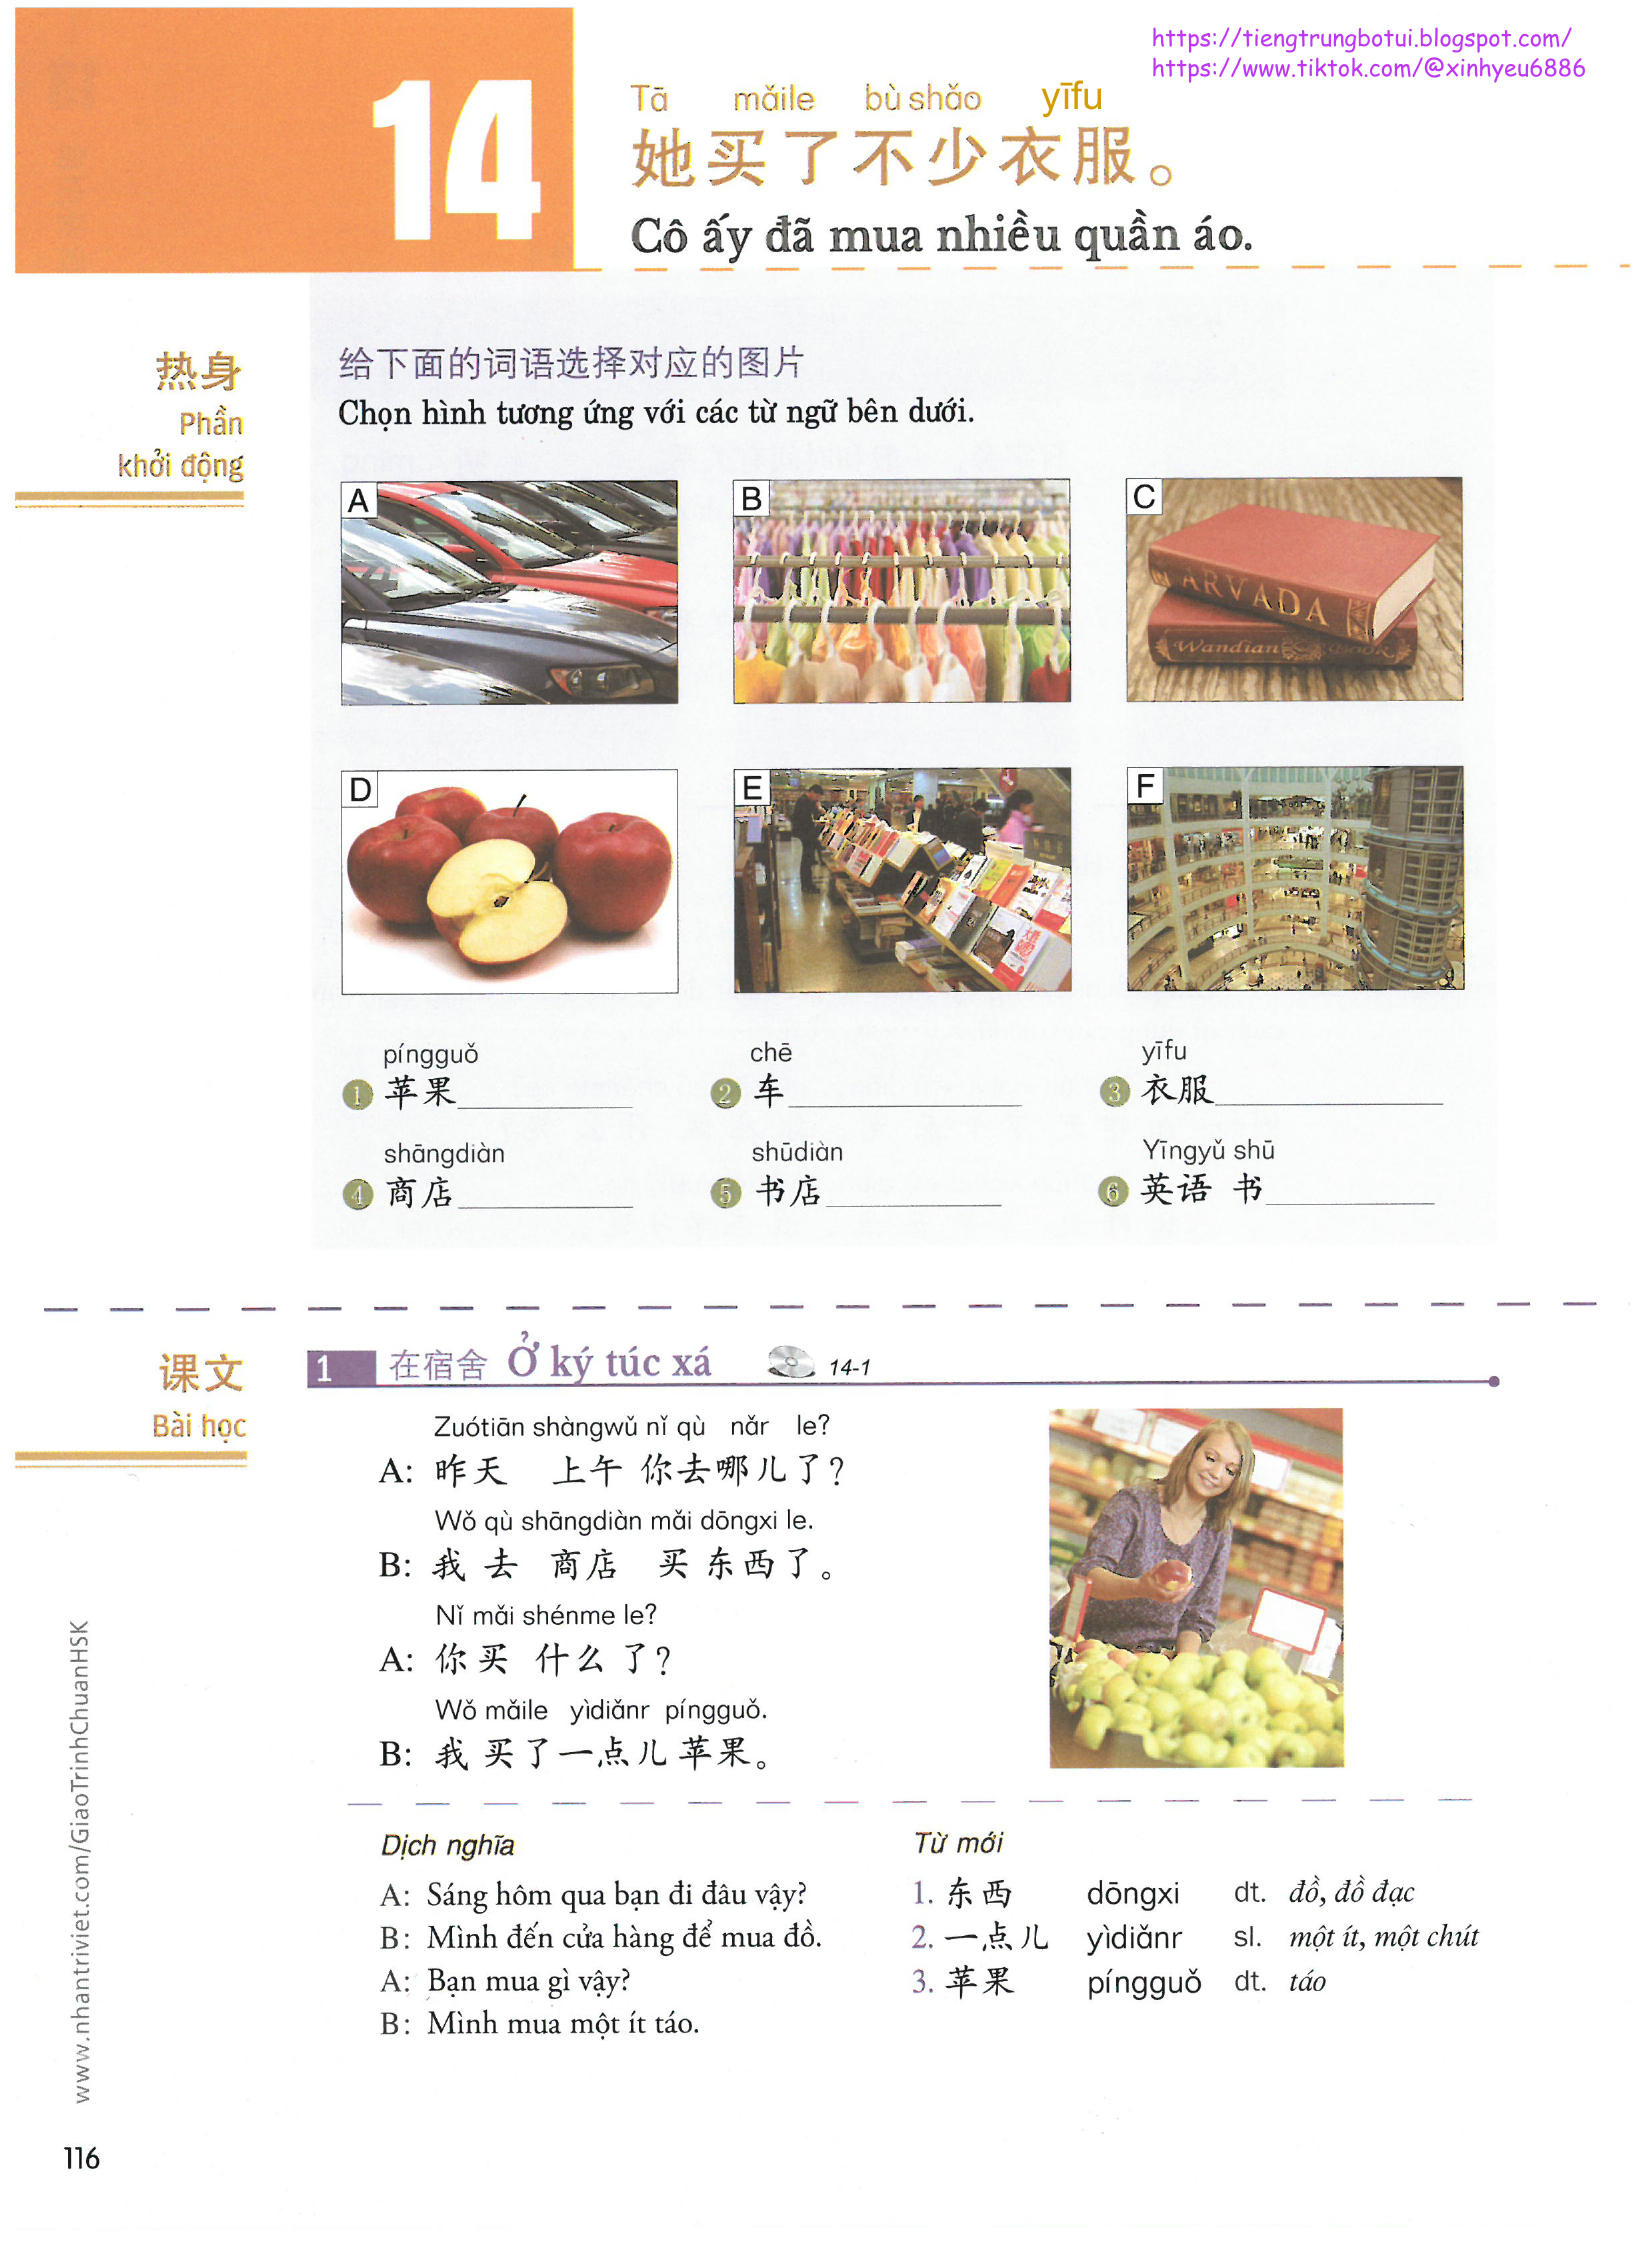 https://tiengtrungbotui.blogspot.com/
https://www.tiktok.com/@xinhyeu6886
14
Tā mǎile bù shǎo yīfu
她买了不少衣服。
Cô ấy đã mua nhiều quần áo.
热身
Phần
khởi động
给下面的词语选择对应的图片
Chọn hình tương ứng với các từ ngữ bên dưới.
A
B
C
ARVADA
Wandian Book
D
E
F
píngguǒ chē yīfu
1 苹果 2 车 3 衣服
shāngdiàn shūdiàn Yīngyǔ shū
4 商店 5 书店 6 英语 书
课文
Bài học
1 在宿舍 Ở ký túc xá 14-1
Zuótiān shàngwǔ nǐ qù nǎr le?
A: 昨天 上午 你去哪儿了?
Wǒ qù shāngdiàn mǎi dōngxi le.
B: 我 去 商店 买 东西了。
Nǐ mǎi shénme le?
A: 你买 什么 了?
Wǒ mǎile yìdiǎnr píngguǒ.
B: 我 买了一点儿苹果。
Dịch nghĩa
A: Sáng hôm qua bạn đi đâu vậy?
B: Mình đến cửa hàng để mua đồ.
A: Bạn mua gì vậy?
B: Mình mua một ít táo.
Từ mới
1. 东西 dōngxi dt. đồ, đồ đạc
2. 一点儿 yìdiǎnr sl. một ít, một chút
3. 苹果 píngguǒ dt. táo
www.nhantriviet.com/GiaoTrinhChuanHSK
116